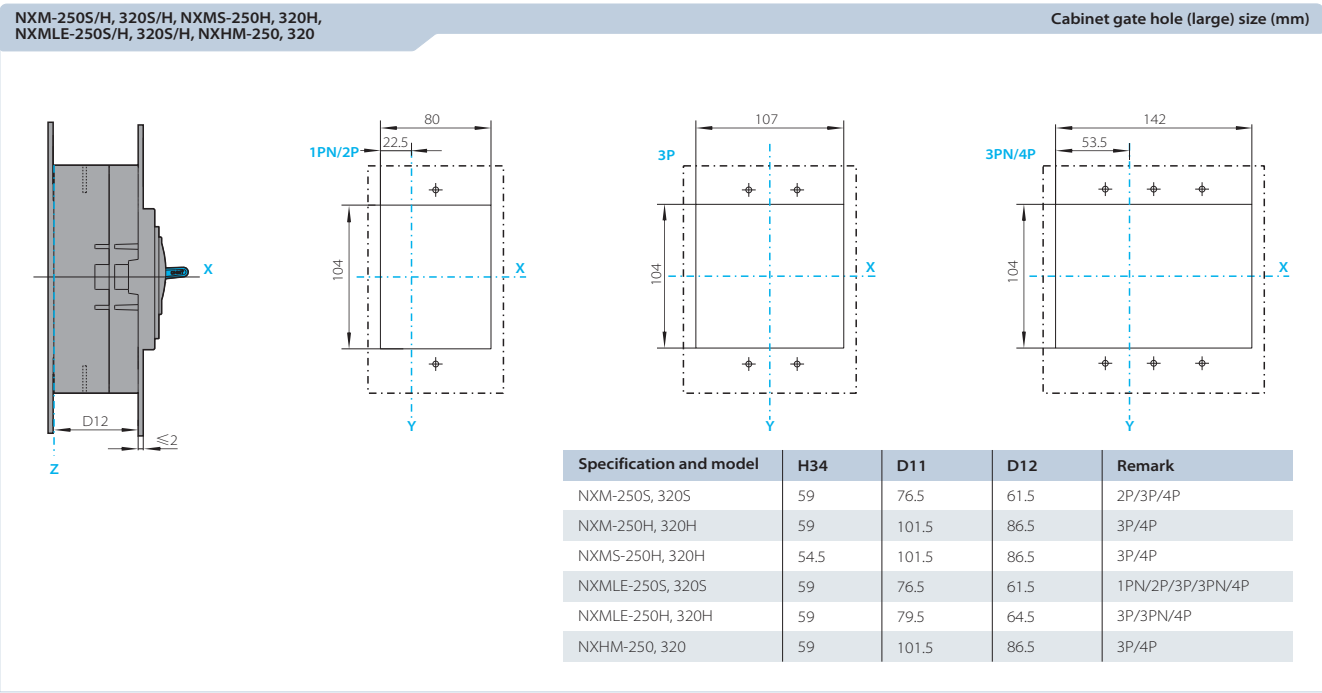 NXM-250S/H, 320S/H, NXMS-250H, 320H,
NXMLE-250S/H, 320S/H, NXHM-250, 320
Cabinet gate hole (large) size (mm)
X
D12
≤2
Z
1PN/2P
80
22.5
104
X
Y
3P
107
104
X
Y
3PN/4P
142
53.5
104
X
Y
Specification and model H34 D11 D12 Remark
NXM-250S, 320S 59 76.5 61.5 2P/3P/4P
NXM-250H, 320H 59 101.5 86.5 3P/4P
NXMS-250H, 320H 54.5 101.5 86.5 3P/4P
NXMLE-250S, 320S 59 76.5 61.5 1PN/2P/3P/3PN/4P
NXMLE-250H, 320H 59 79.5 64.5 3P/3PN/4P
NXHM-250, 320 59 101.5 86.5 3P/4P